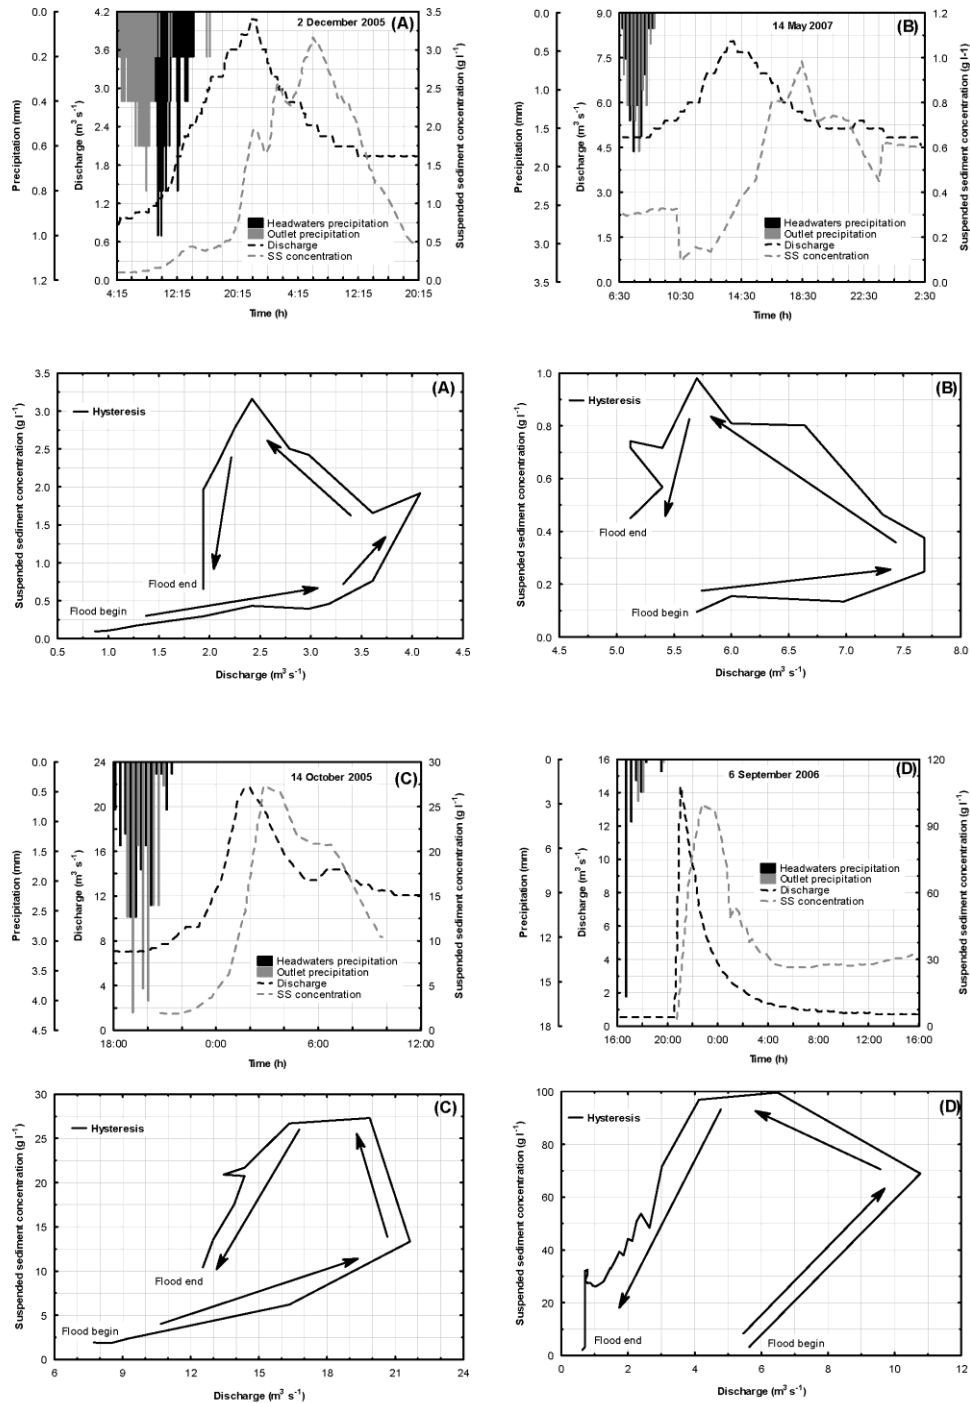 2 December 2005 (A)
Precipitation (mm)
0.0 0.2 0.4 0.6 0.8 1.0 1.2
Discharge (m³ s⁻¹)
4.2 3.6 3.0 2.4 1.8 1.2 0.6 0.0
Headwaters precipitation
Outlet precipitation
Discharge
SS concentration
3.5 3.0 2.5 2.0 1.5 1.0 0.5 0.0
Suspended sediment concentration (g l⁻¹)
4:15 12:15 20:15 4:15 12:15 20:15
Time (h)
14 May 2007 (B)
Precipitation (mm)
0.0 0.5 1.0 1.5 2.0 2.5 3.0 3.5
Discharge (m³ s⁻¹)
9.0 7.5 6.0 4.5 3.0 1.5 0.0
Headwaters precipitation
Outlet precipitation
Discharge
SS concentration
1.2 1.0 0.8 0.6 0.4 0.2 0.0
Suspended sediment concentration (g l-1)
6:30 10:30 14:30 18:30 22:30 2:30
Time (h)
(A)
Hysteresis
Suspended sediment concentration (g l⁻¹)
3.5 3.0 2.5 2.0 1.5 1.0 0.5 0.0
Flood end
Flood begin
0.5 1.0 1.5 2.0 2.5 3.0 3.5 4.0 4.5
Discharge (m³ s⁻¹)
(B)
Hysteresis
Suspended sediment concentration (g l⁻¹)
1.0 0.8 0.6 0.4 0.2 0.0
Flood end
Flood begin
4.5 5.0 5.5 6.0 6.5 7.0 7.5 8.0
Discharge (m³ s⁻¹)
14 October 2005 (C)
Precipitation (mm)
0.0 0.5 1.0 1.5 2.0 2.5 3.0 3.5 4.0 4.5
Discharge (m³ s⁻¹)
24 20 16 12 8 4 0
Headwaters precipitation
Outlet precipitation
Discharge
SS concentration
30 25 20 15 10 5 0
Suspended sediment concentration (g l⁻¹)
18:00 0:00 6:00 12:00
Time (h)
6 September 2006 (D)
Precipitation (mm)
0 3 6 9 12 15 18
Discharge (m³ s⁻¹)
16 14 12 10 8 6 4 2 0
Headwaters precipitation
Outlet precipitation
Discharge
SS concentration
120 90 60 30 0
Suspended sediment concentration (g l⁻¹)
16:00 20:00 0:00 4:00 8:00 12:00 16:00
Time (h)
(C)
Hysteresis
Suspended sediment concentration (g l⁻¹)
30 25 20 15 10 5 0
Flood end
Flood begin
6 9 12 15 18 21 24
Discharge (m³ s⁻¹)
(D)
Hysteresis
Suspended sediment concentration (g l⁻¹)
100 80 60 40 20 0
Flood end
Flood begin
0 2 4 6 8 10 12
Discharge (m³ s⁻¹)